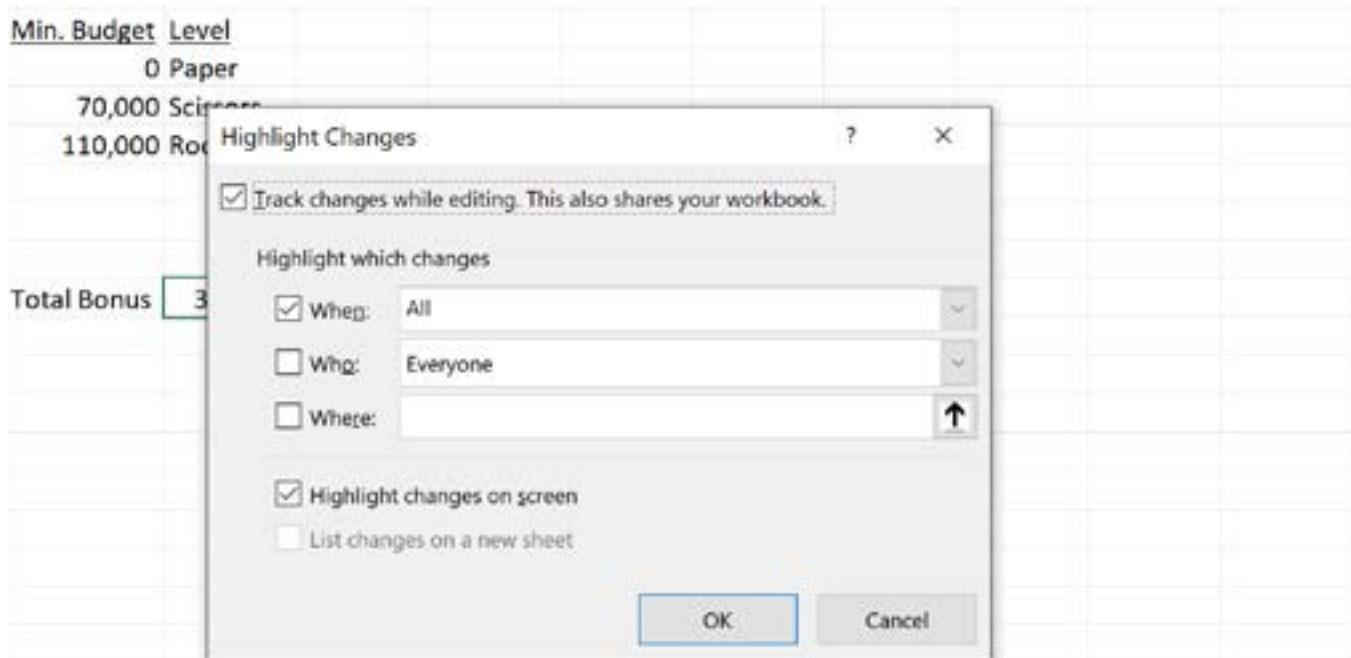 Min. Budget Level
0 Paper
70,000 Scissors
110,000
Highlight Changes ? ×
Track changes while editing. This also shares your workbook.
Highlight which changes
Total Bonus 3
When: All
Who: Everyone
Where:
Highlight changes on screen
List changes on a new sheet
OK Cancel